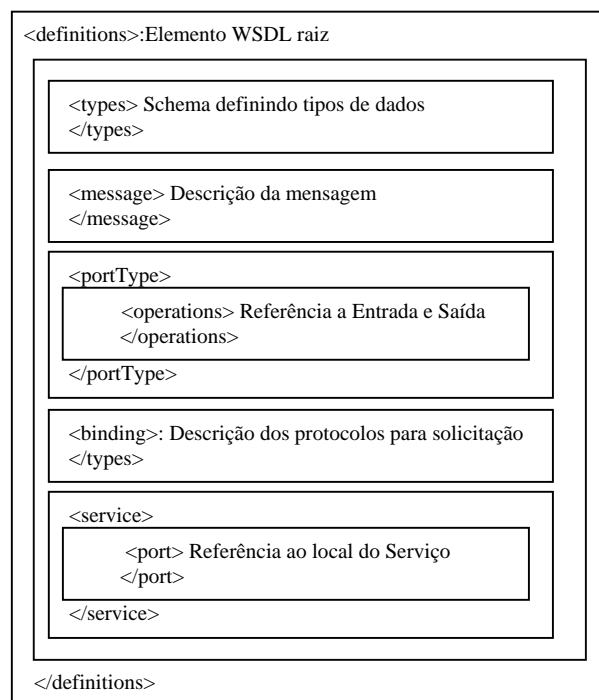 <definitions>:Elemento WSDL raiz
<types> Schema definindo tipos de dados
</types>
<message> Descrição da mensagem
</message>
<portType>
<operations> Referência a Entrada e Saída
</operations>
</portType>
<binding>: Descrição dos protocolos para solicitação
</types>
<service>
<port> Referência ao local do Serviço
</port>
</service>
</definitions>